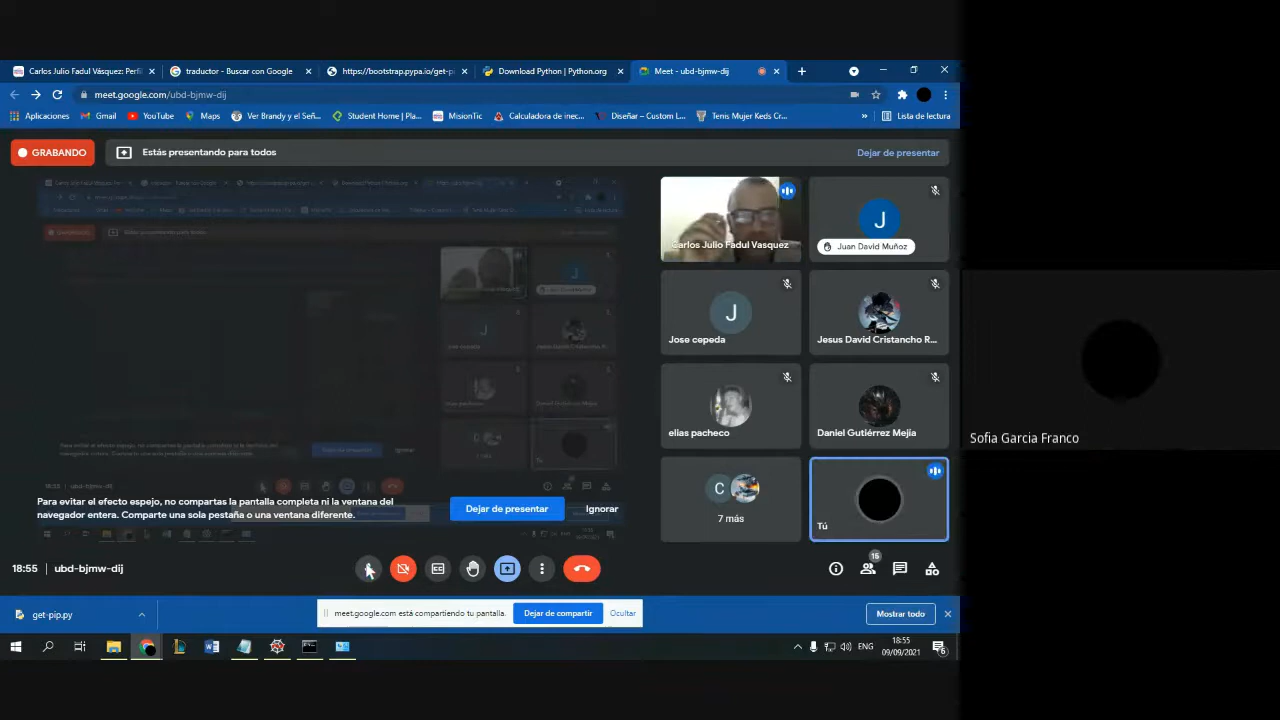 Carlos Julio Fadul Vásquez: Perfi
traductor - Buscar con Google
https://bootstrap.pypa.io/get-p
Download Python | Python.org
Meet - ubd-bjmw-dij
meet.google.com/ubd-bjmw-dij
Aplicaciones
Gmail
YouTube
Maps
Ver Brandy y el Señ...
Student Home | Pla...
MisionTic
Calculadora de inec...
Diseñar – Custom L...
Tenis Mujer Keds Cr...
Lista de lectura
GRABANDO
Estás presentando para todos
Dejar de presentar
Carlos Julio Fadul Vasquez
J
Juan David Muñoz
J
Jose cepeda
Jesus David Cristancho R...
elias pacheco
Daniel Gutiérrez Mejía
Sofia Garcia Franco
C
7 más
Tú
Para evitar el efecto espejo, no compartas la pantalla completa ni la ventana del
navegador entera. Comparte una sola pestaña o una ventana diferente.
Dejar de presentar
Ignorar
18:55
ubd-bjmw-dij
16
get-pip.py
meet.google.com está compartiendo tu pantalla.
Dejar de compartir
Ocultar
Mostrar todo
ENG
18:55
09/09/2021
6